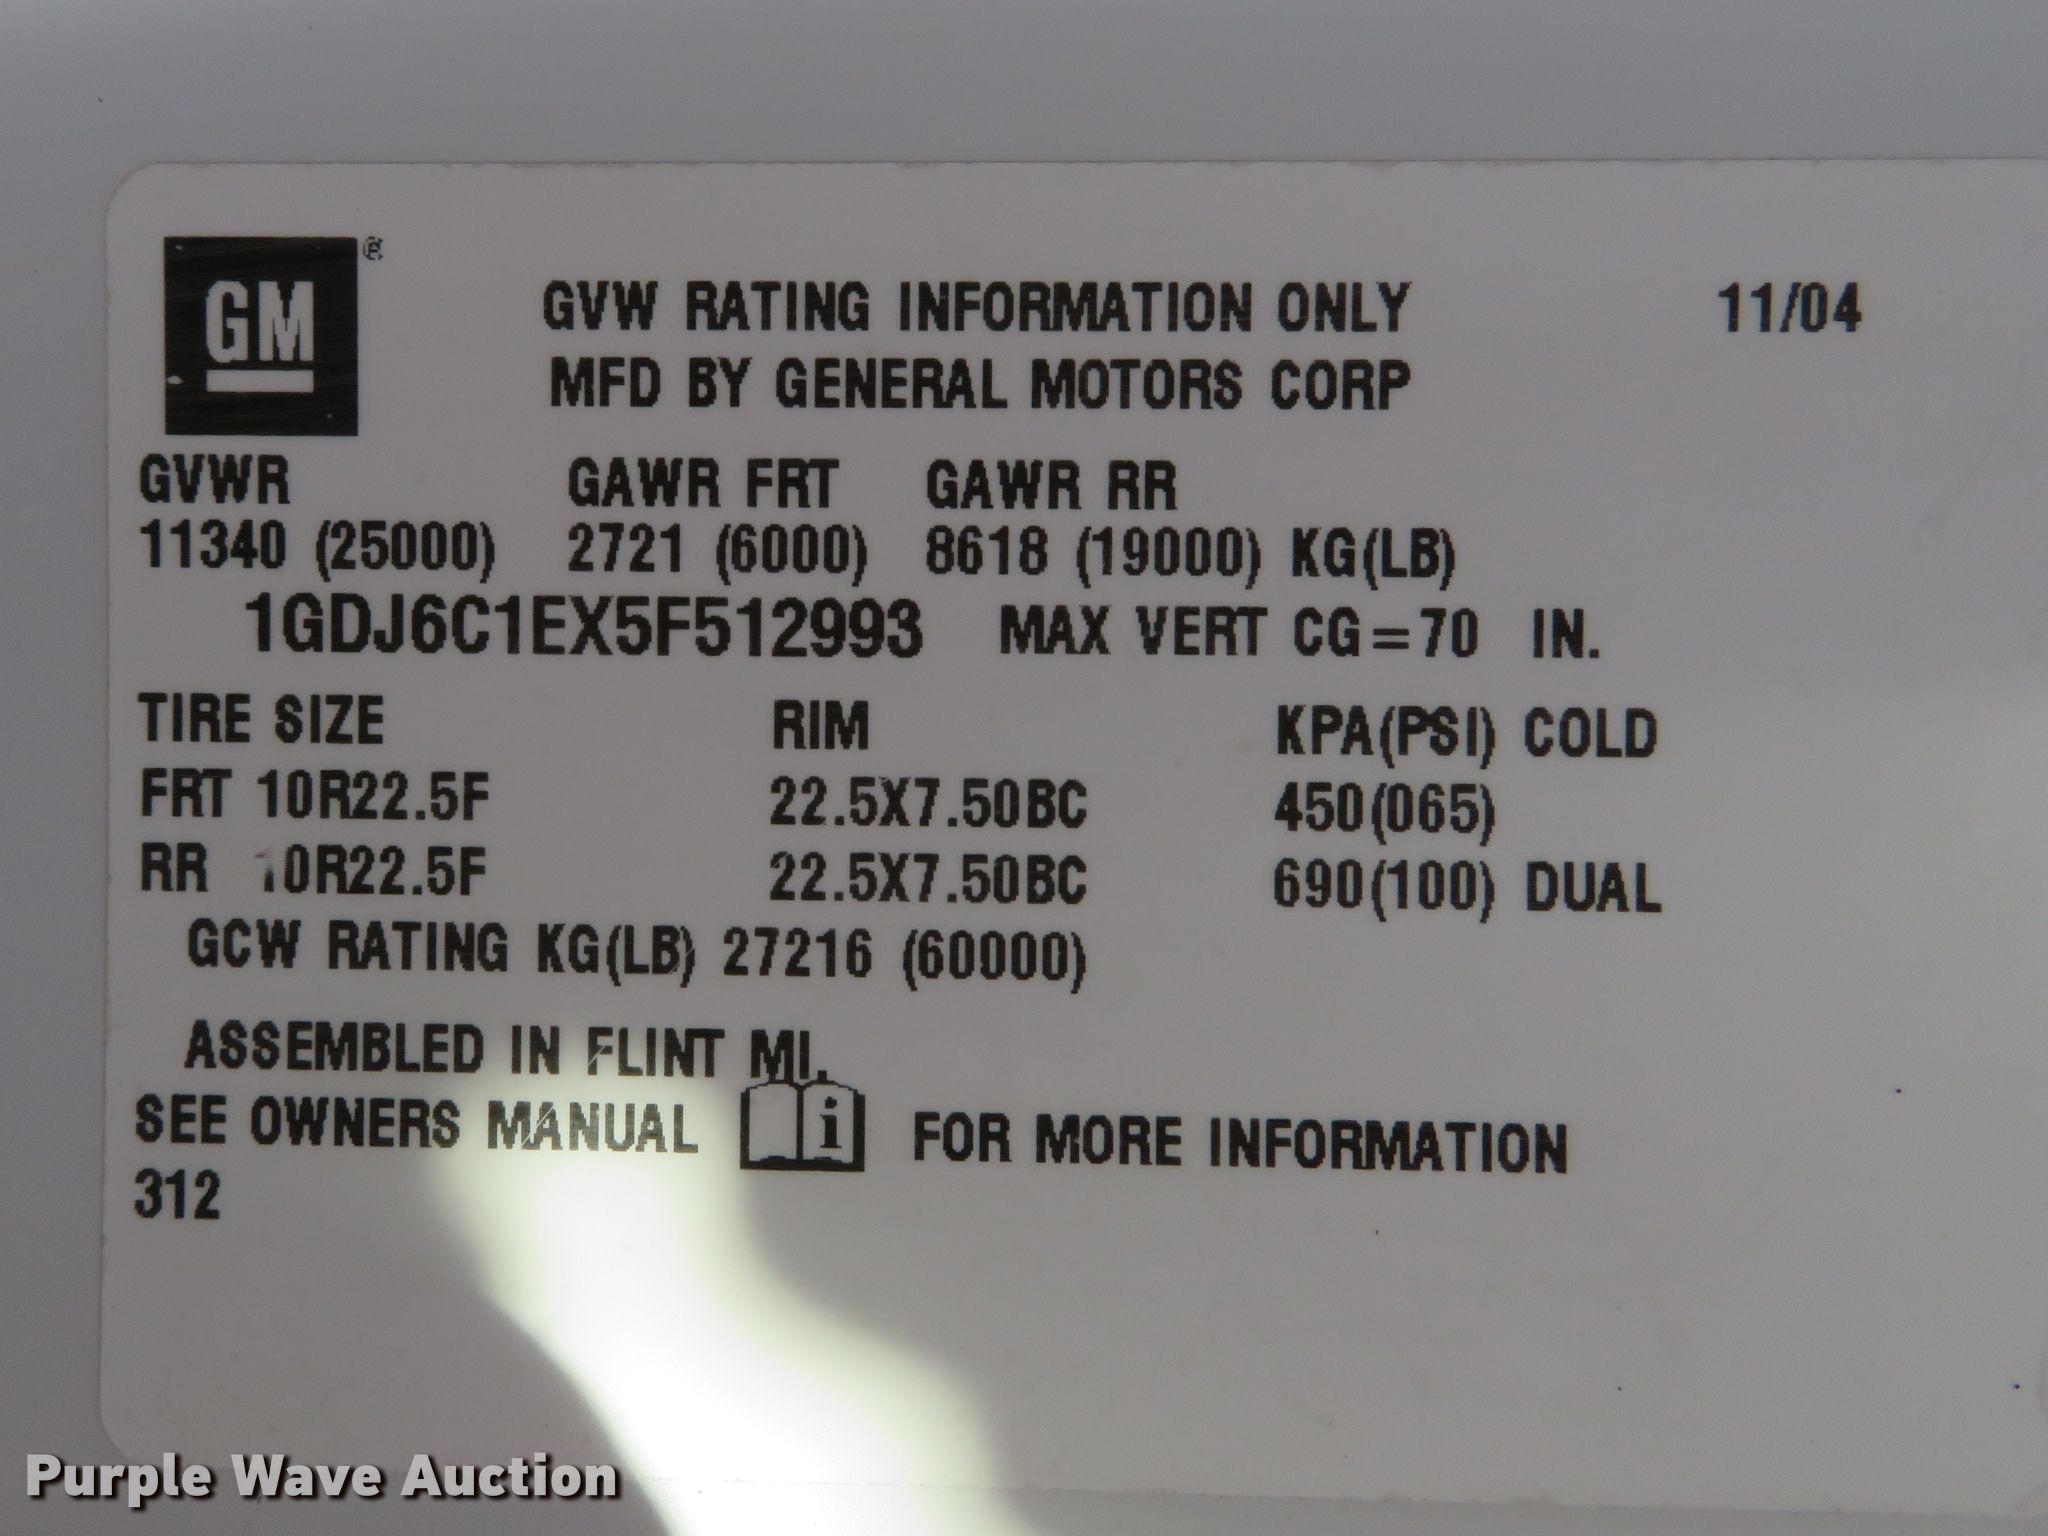 GM ®
GVW RATING INFORMATION ONLY 11/04
MFD BY GENERAL MOTORS CORP
GVWR GAWR FRT GAWR RR
11340 (25000) 2721 (6000) 8618 (19000) KG(LB)
1GDJ6C1EX5F512993 MAX VERT CG=70 IN.
TIRE SIZE RIM KPA(PSI) COLD
FRT 10R22.5F 22.5X7.50BC 450(065)
RR 10R22.5F 22.5X7.50BC 690(100) DUAL
GCW RATING KG(LB) 27216 (60000)
ASSEMBLED IN FLINT MI.
SEE OWNERS MANUAL i FOR MORE INFORMATION
312
Purple Wave Auction